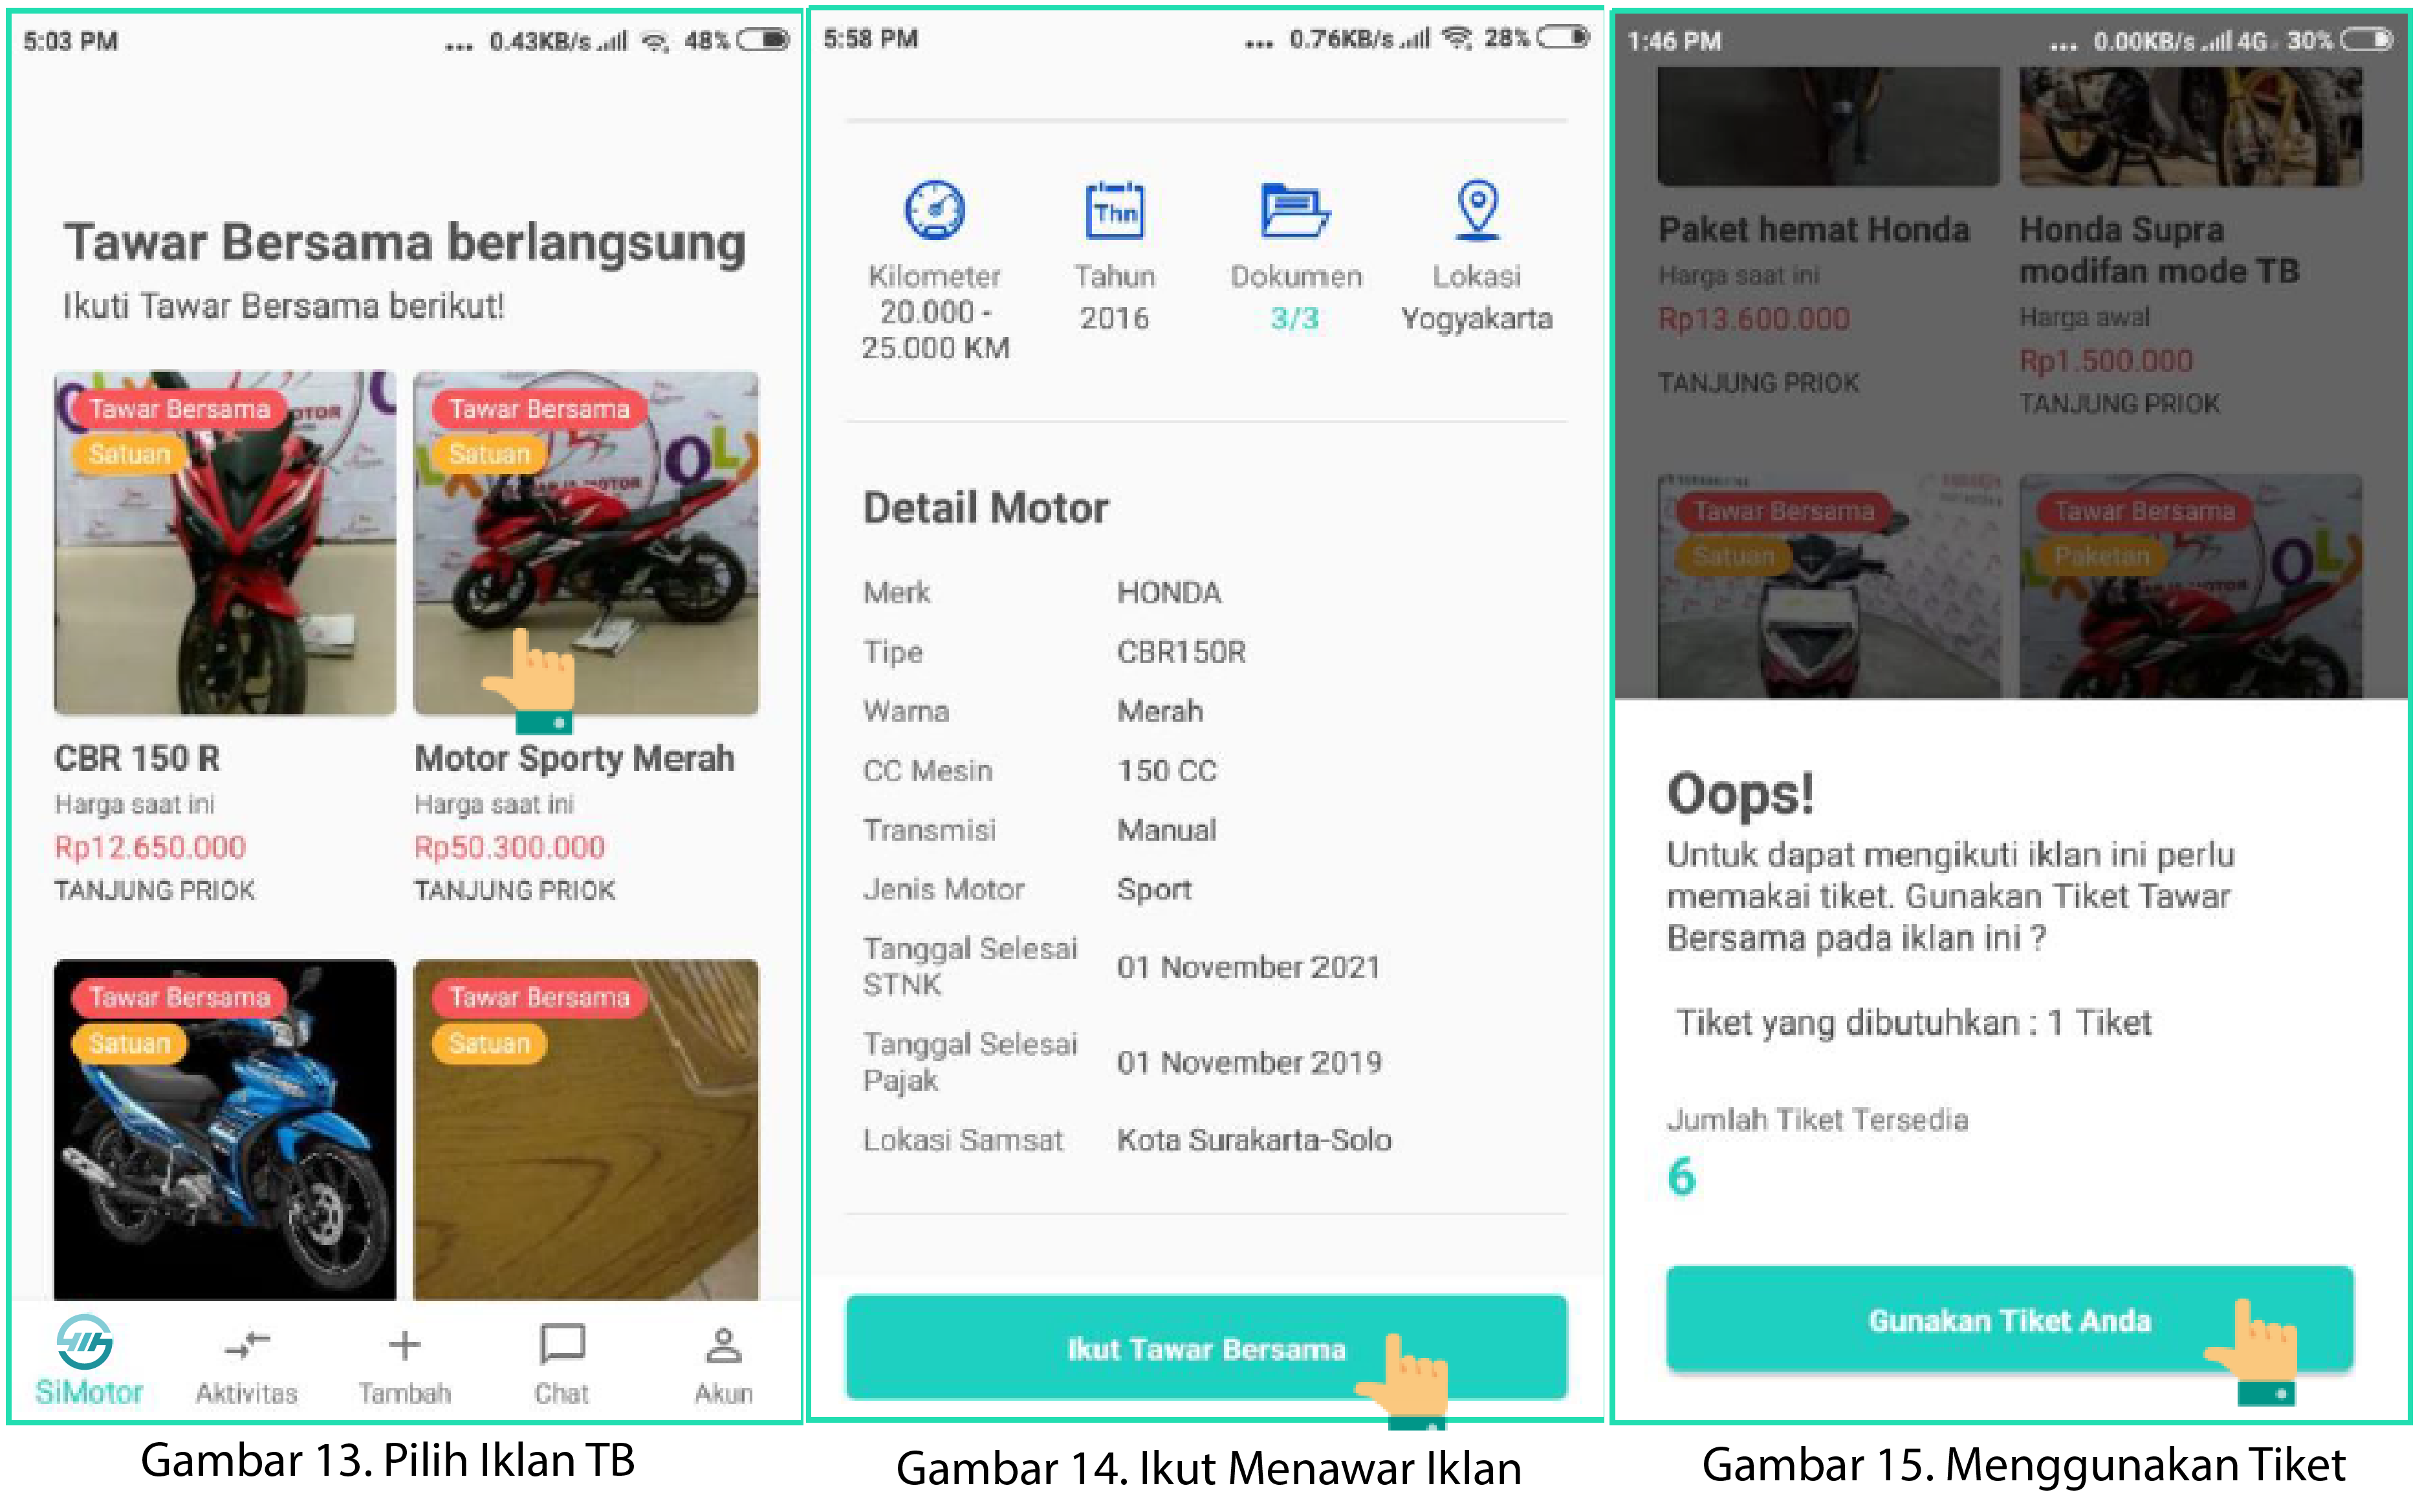 5:03 PM
... 0.43KB/s 48%
Tawar Bersama berlangsung
Ikuti Tawar Bersama berikut!
Tawar Bersama
Satuan
Tawar Bersama
Satuan
OTOR
OL
MOTOR
CBR 150 R
Harga saat ini
Rp12.650.000
TANJUNG PRIOK
Motor Sporty Merah
Harga saat ini
Rp50.300.000
TANJUNG PRIOK
Tawar Bersama
Satuan
Tawar Bersama
Satuan
SiMotor
Aktivitas
Tambah
Chat
Akun
Gambar 13. Pilih Iklan TB
5:58 PM
... 0.76KB/s 28%
Thn
Kilometer
20.000 -
25.000 KM
Tahun
2016
Dokumen
3/3
Lokasi
Yogyakarta
Detail Motor
Merk HONDA
Tipe CBR150R
Warna Merah
CC Mesin 150 CC
Transmisi Manual
Jenis Motor Sport
Tanggal Selesai
STNK 01 November 2021
Tanggal Selesai
Pajak 01 November 2019
Lokasi Samsat Kota Surakarta-Solo
Ikut Tawar Bersama
Gambar 14. Ikut Menawar Iklan
1:46 PM
... 0.00KB/s 4G 30%
Paket hemat Honda
Harga saat ini
Rp13.600.000
TANJUNG PRIOK
Honda Supra
modifan mode TB
Harga awal
Rp1.500.000
TANJUNG PRIOK
Tawar Bersama
Satuan
Tawar Bersama
Paketan
OL
Oops!
Untuk dapat mengikuti iklan ini perlu
memakai tiket. Gunakan Tiket Tawar
Bersama pada iklan ini ?
Tiket yang dibutuhkan : 1 Tiket
Jumlah Tiket Tersedia
6
Gunakan Tiket Anda
Gambar 15. Menggunakan Tiket